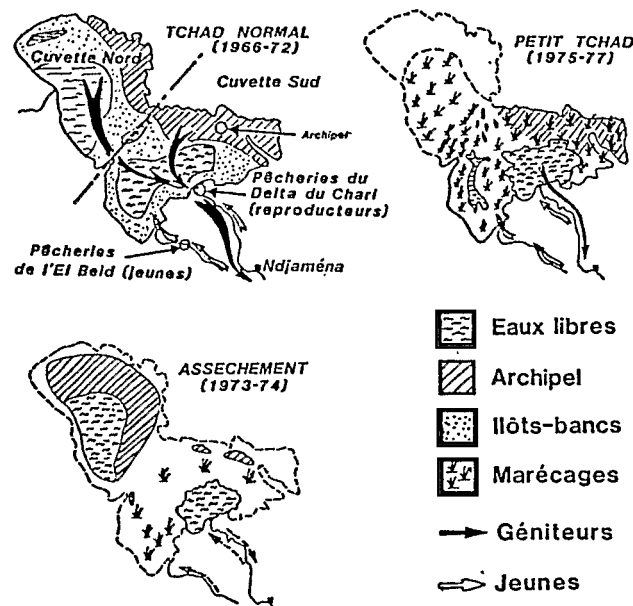 TCHAD NORMAL
(1966-72)
Cuvette Nord
Cuvette Sud
Archipel
Pêcheries du
Delta du Chari
(reproducteurs)
Pêcheries
de l'El Beid (jeunes)
Ndjaména
PETIT TCHAD
(1975-77)
ASSECHEMENT
(1973-74)
Eaux libres
Archipel
Ilôts-bancs
Marécages
Géniteurs
Jeunes